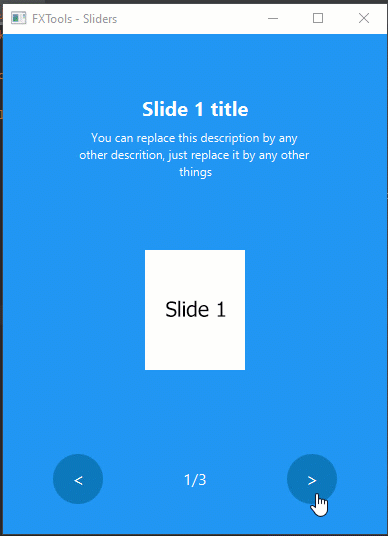 FXTools - Sliders
Slide 1 title
You can replace this description by any
other descrition, just replace it by any other
things
Slide 1
< 1/3 >